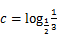 c = log_{1/2} 1/3